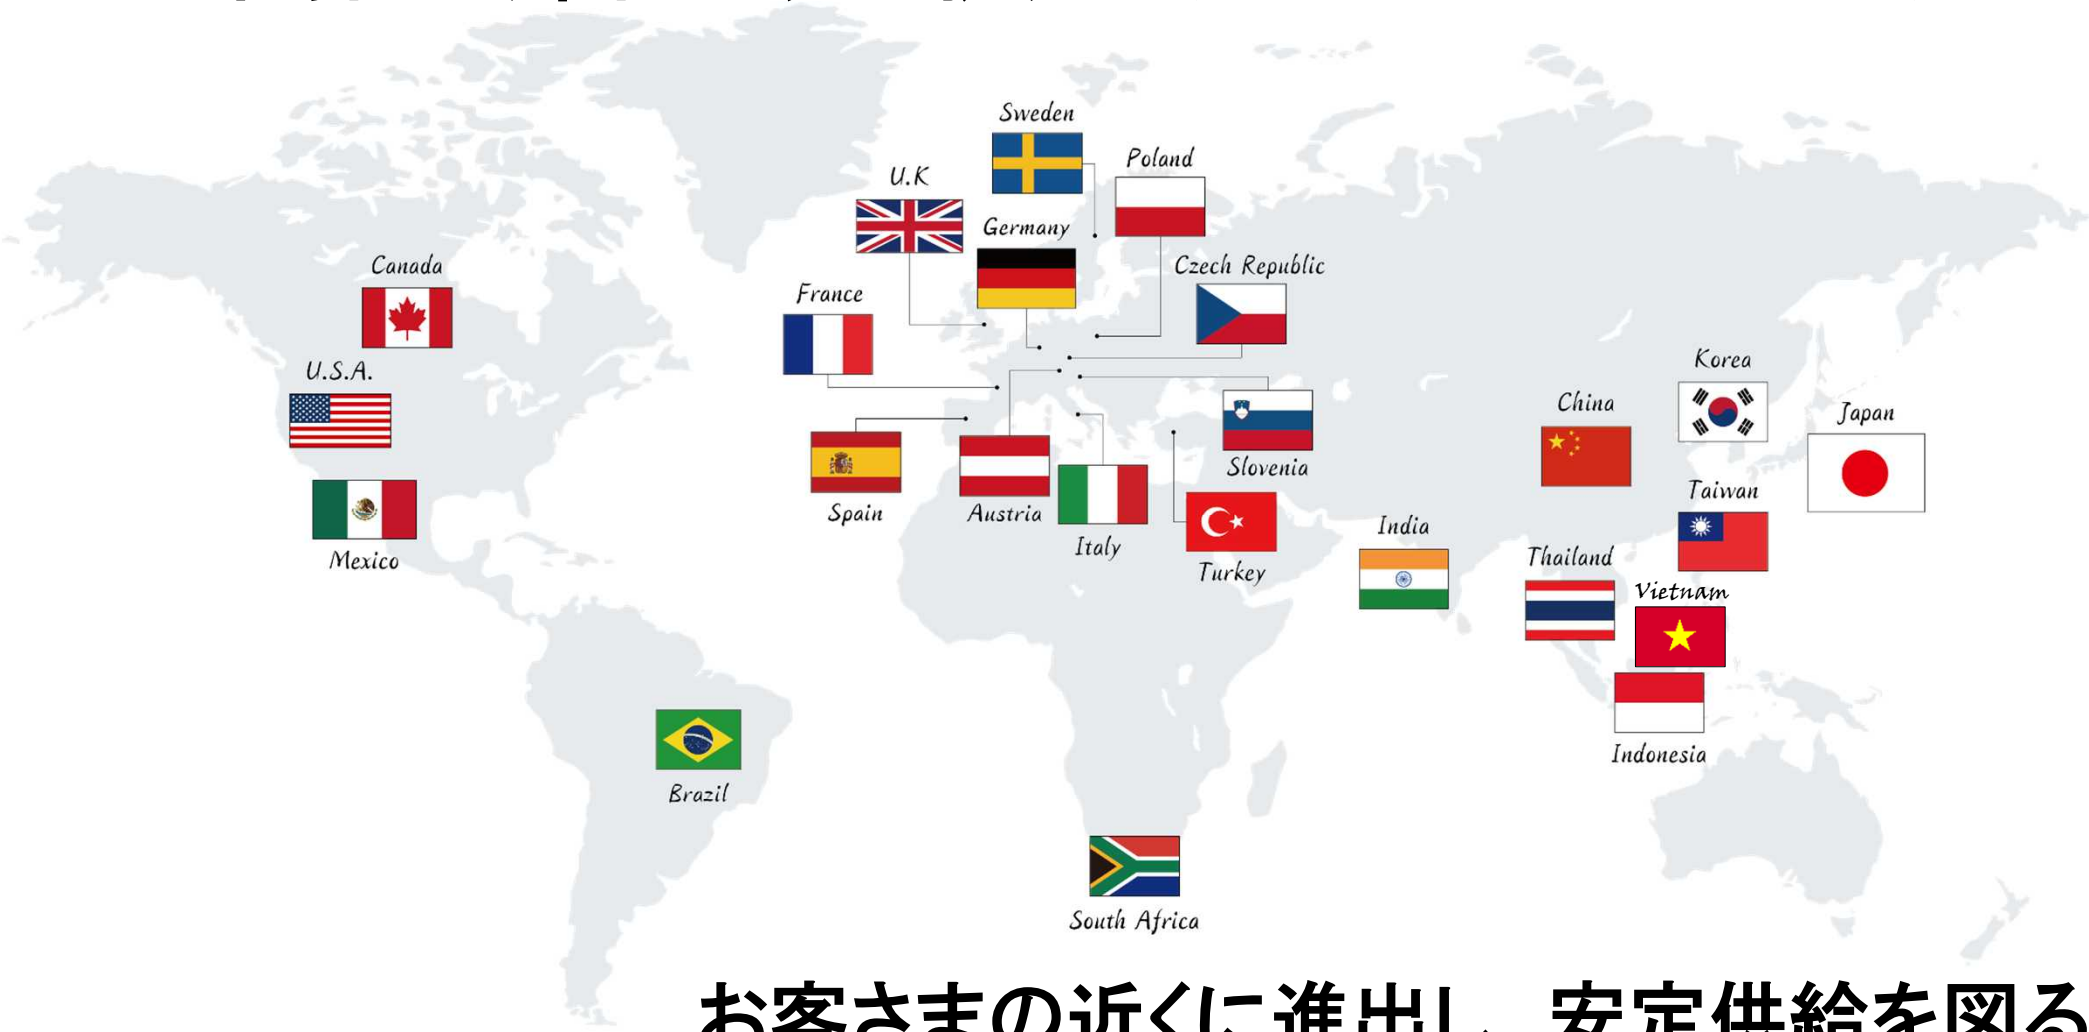 Sweden
Poland
U.K
Germany
Canada
Czech Republic
France
U.S.A.
Korea
China
Japan
Slovenia
Taiwan
Spain
Austria
India
Italy
Mexico
Thailand
Turkey
Vietnam
Indonesia
Brazil
South Africa
お客さまの近くに進出し、安定供給を図る